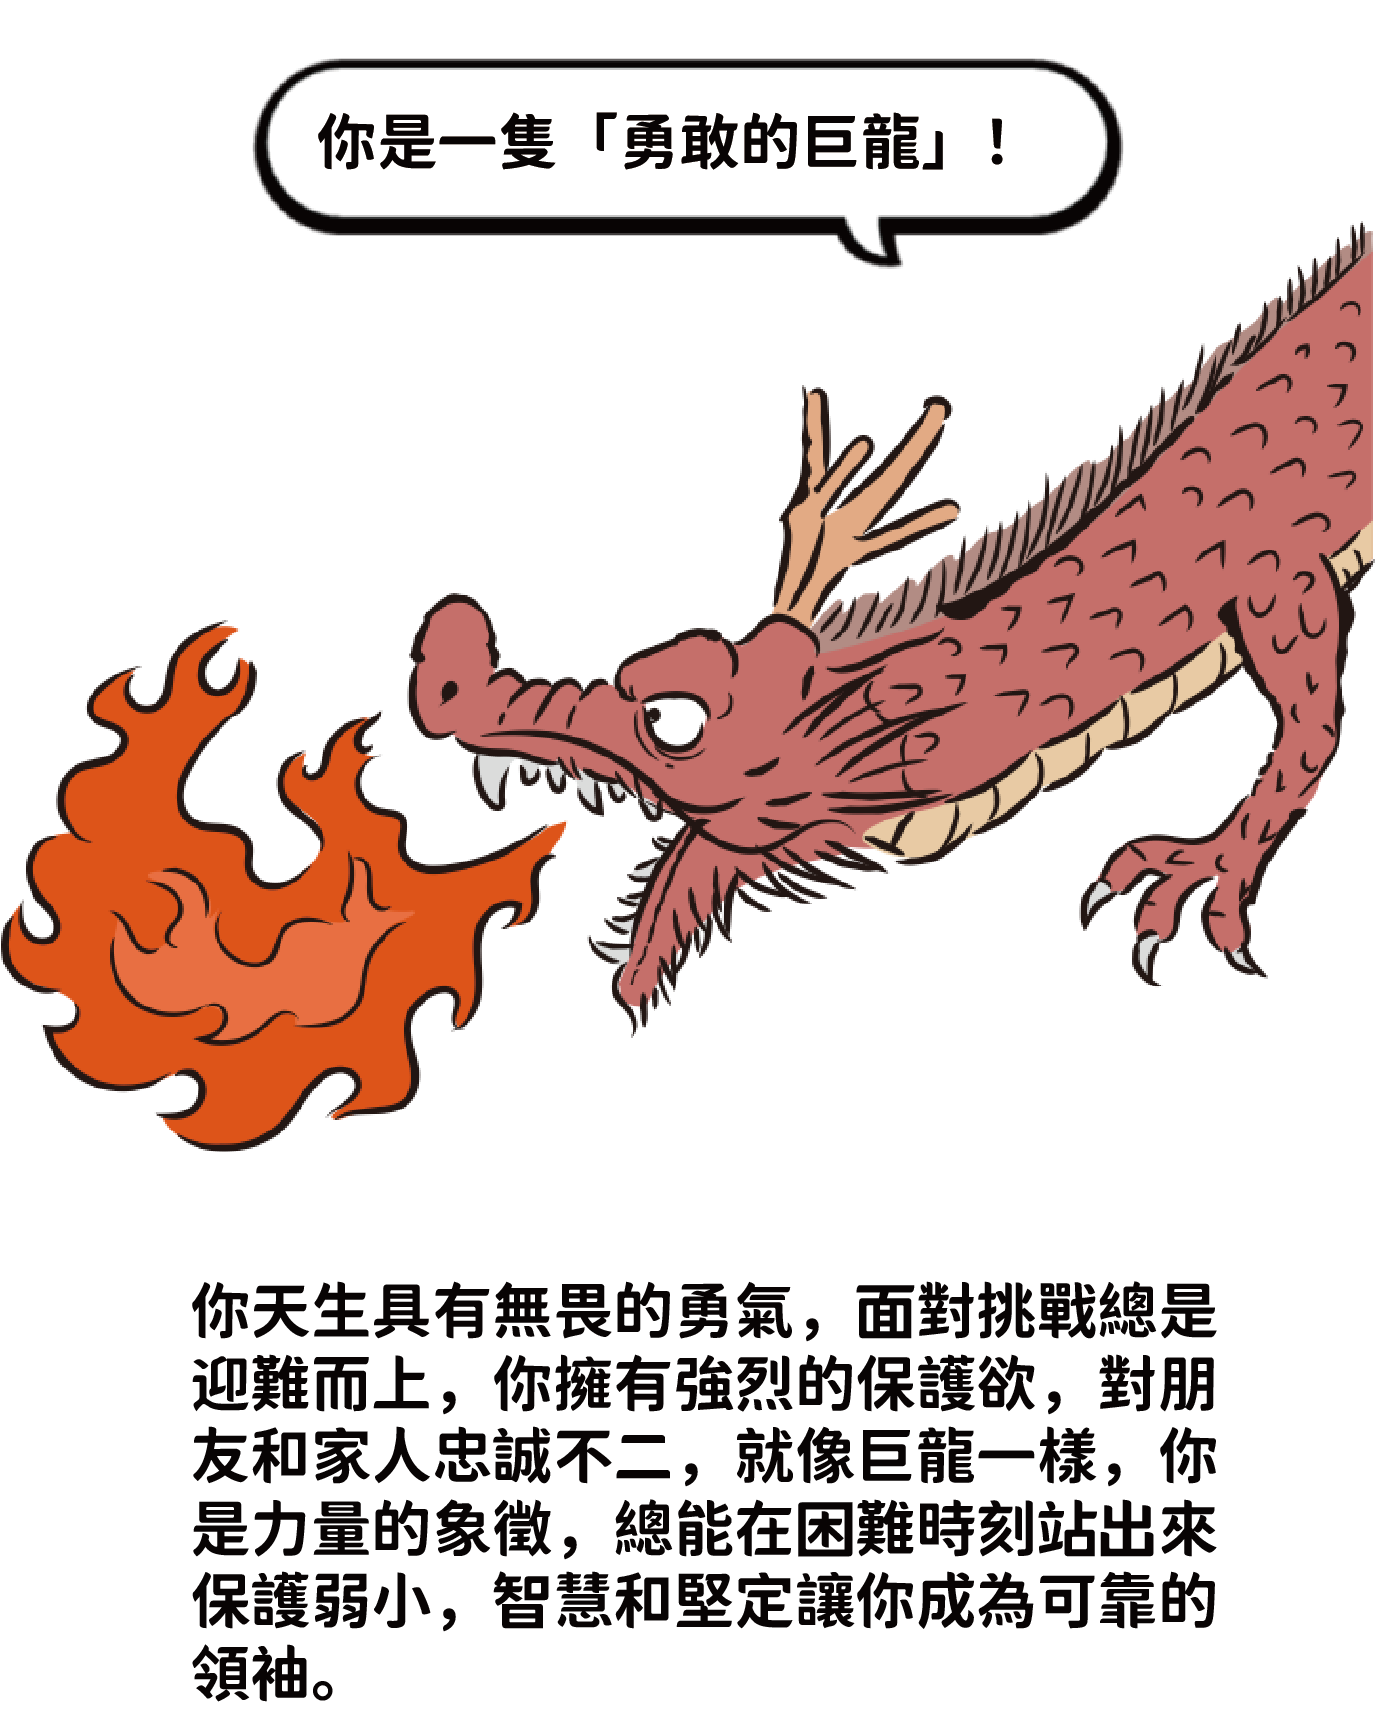 你是一隻「勇敢的巨龍」！
你天生具有無畏的勇氣，面對挑戰總是
迎難而上，你擁有強烈的保護欲，對朋
友和家人忠誠不二，就像巨龍一樣，你
是力量的象徵，總能在困難時刻站出來
保護弱小，智慧和堅定讓你成為可靠的
領袖。